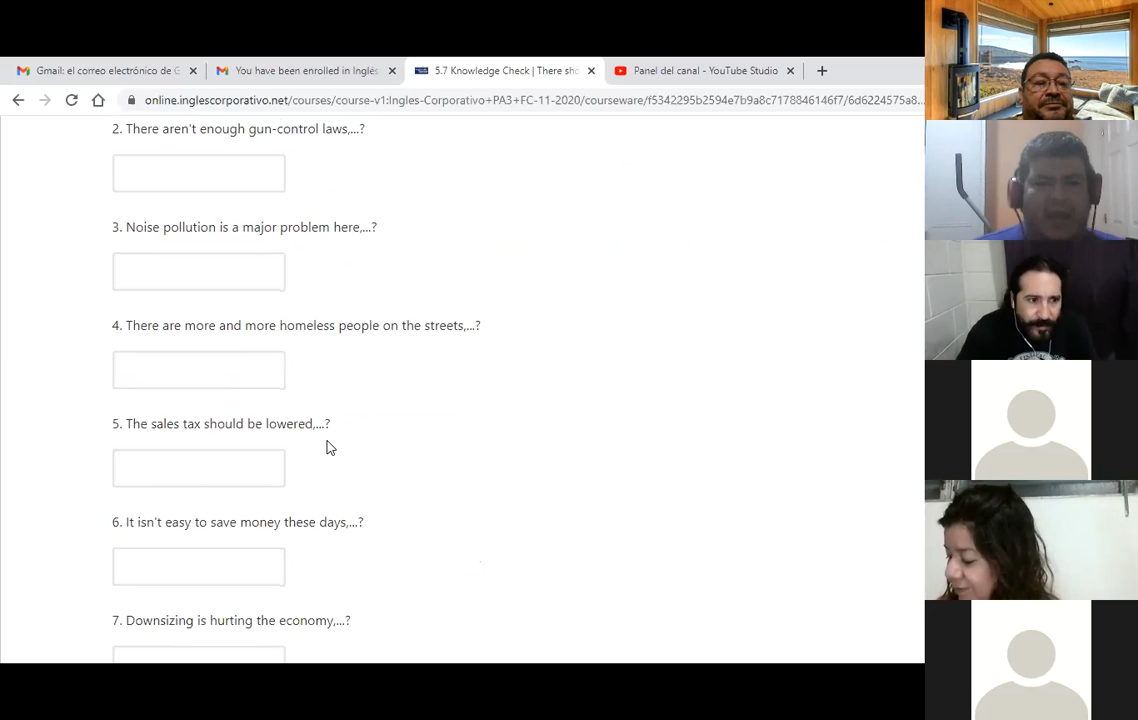 Gmail: el correo electrónico de G
You have been enrolled in Inglés
5.7 Knowledge Check | There sho
Panel del canal - YouTube Studio
online.inglescorporativo.net/courses/course-v1:Ingles-Corporativo+PA3+FC-11-2020/courseware/f5342295b2594e7b9a8c7178846146f7/6d6224575a8...
2. There aren't enough gun-control laws,...?
3. Noise pollution is a major problem here,...?
4. There are more and more homeless people on the streets,...?
5. The sales tax should be lowered,...?
6. It isn't easy to save money these days,...?
7. Downsizing is hurting the economy,...?